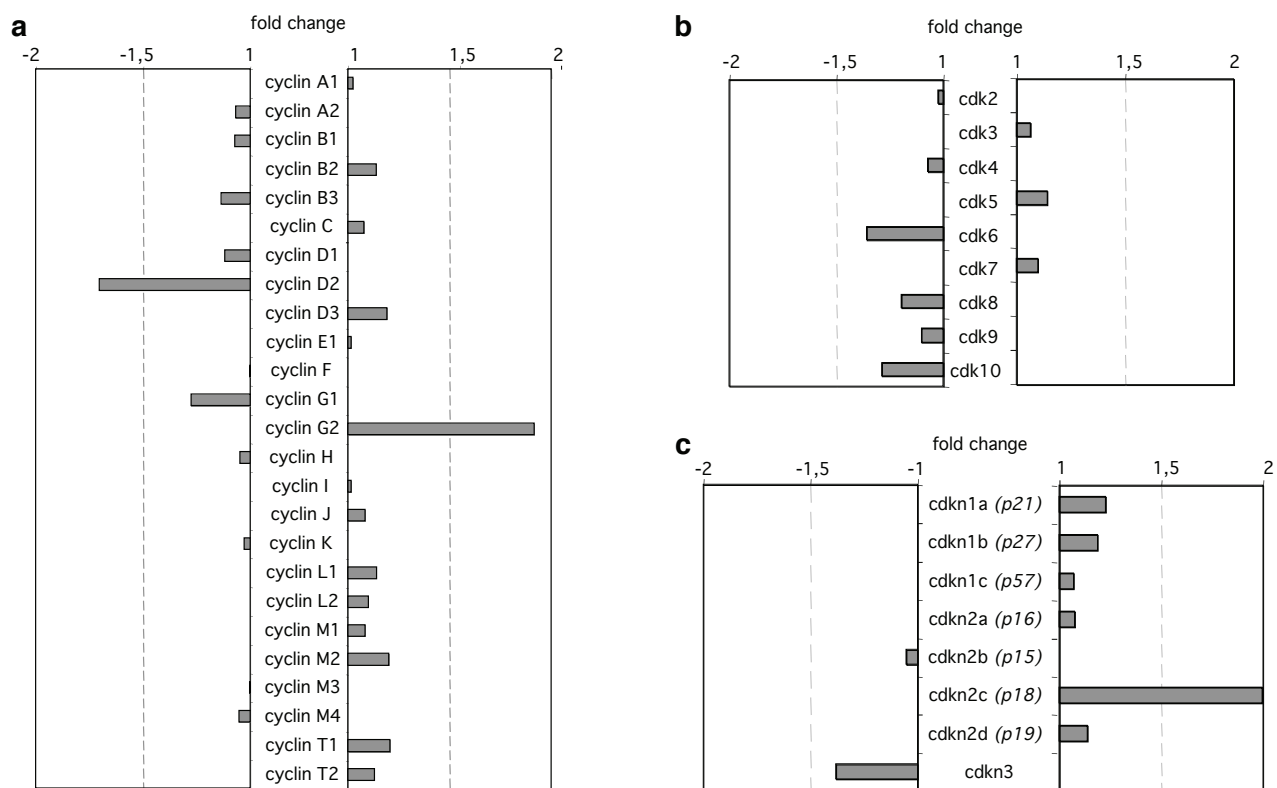 a
fold change
-2 -1,5 1 1 1,5 2
cyclin A1
cyclin A2
cyclin B1
cyclin B2
cyclin B3
cyclin C
cyclin D1
cyclin D2
cyclin D3
cyclin E1
cyclin F
cyclin G1
cyclin G2
cyclin H
cyclin I
cyclin J
cyclin K
cyclin L1
cyclin L2
cyclin M1
cyclin M2
cyclin M3
cyclin M4
cyclin T1
cyclin T2
b
fold change
-2 -1,5 1 1 1,5 2
cdk2
cdk3
cdk4
cdk5
cdk6
cdk7
cdk8
cdk9
cdk10
c
fold change
-2 -1,5 -1 1 1,5 2
cdkn1a (p21)
cdkn1b (p27)
cdkn1c (p57)
cdkn2a (p16)
cdkn2b (p15)
cdkn2c (p18)
cdkn2d (p19)
cdkn3